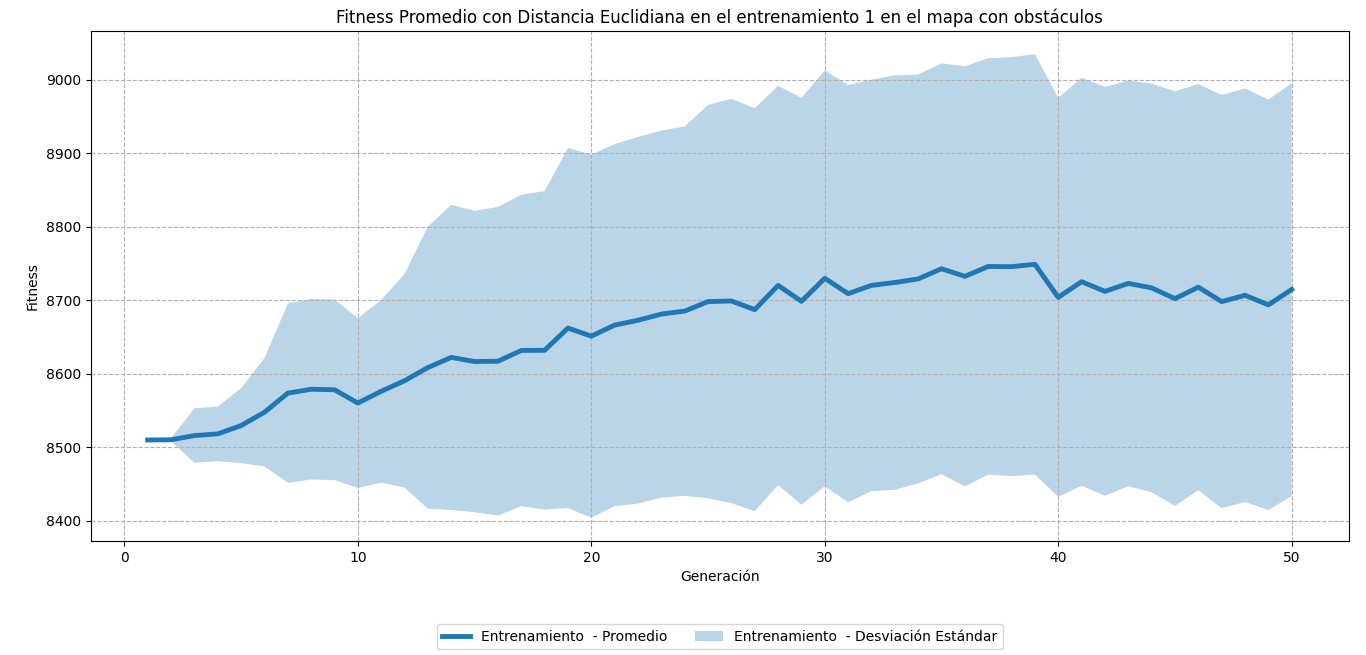 Fitness Promedio con Distancia Euclidiana en el entrenamiento 1 en el mapa con obstáculos
Fitness
9000
8900
8800
8700
8600
8500
8400
0 10 20 30 40 50
Generación
Entrenamiento  - Promedio Entrenamiento  - Desviación Estándar